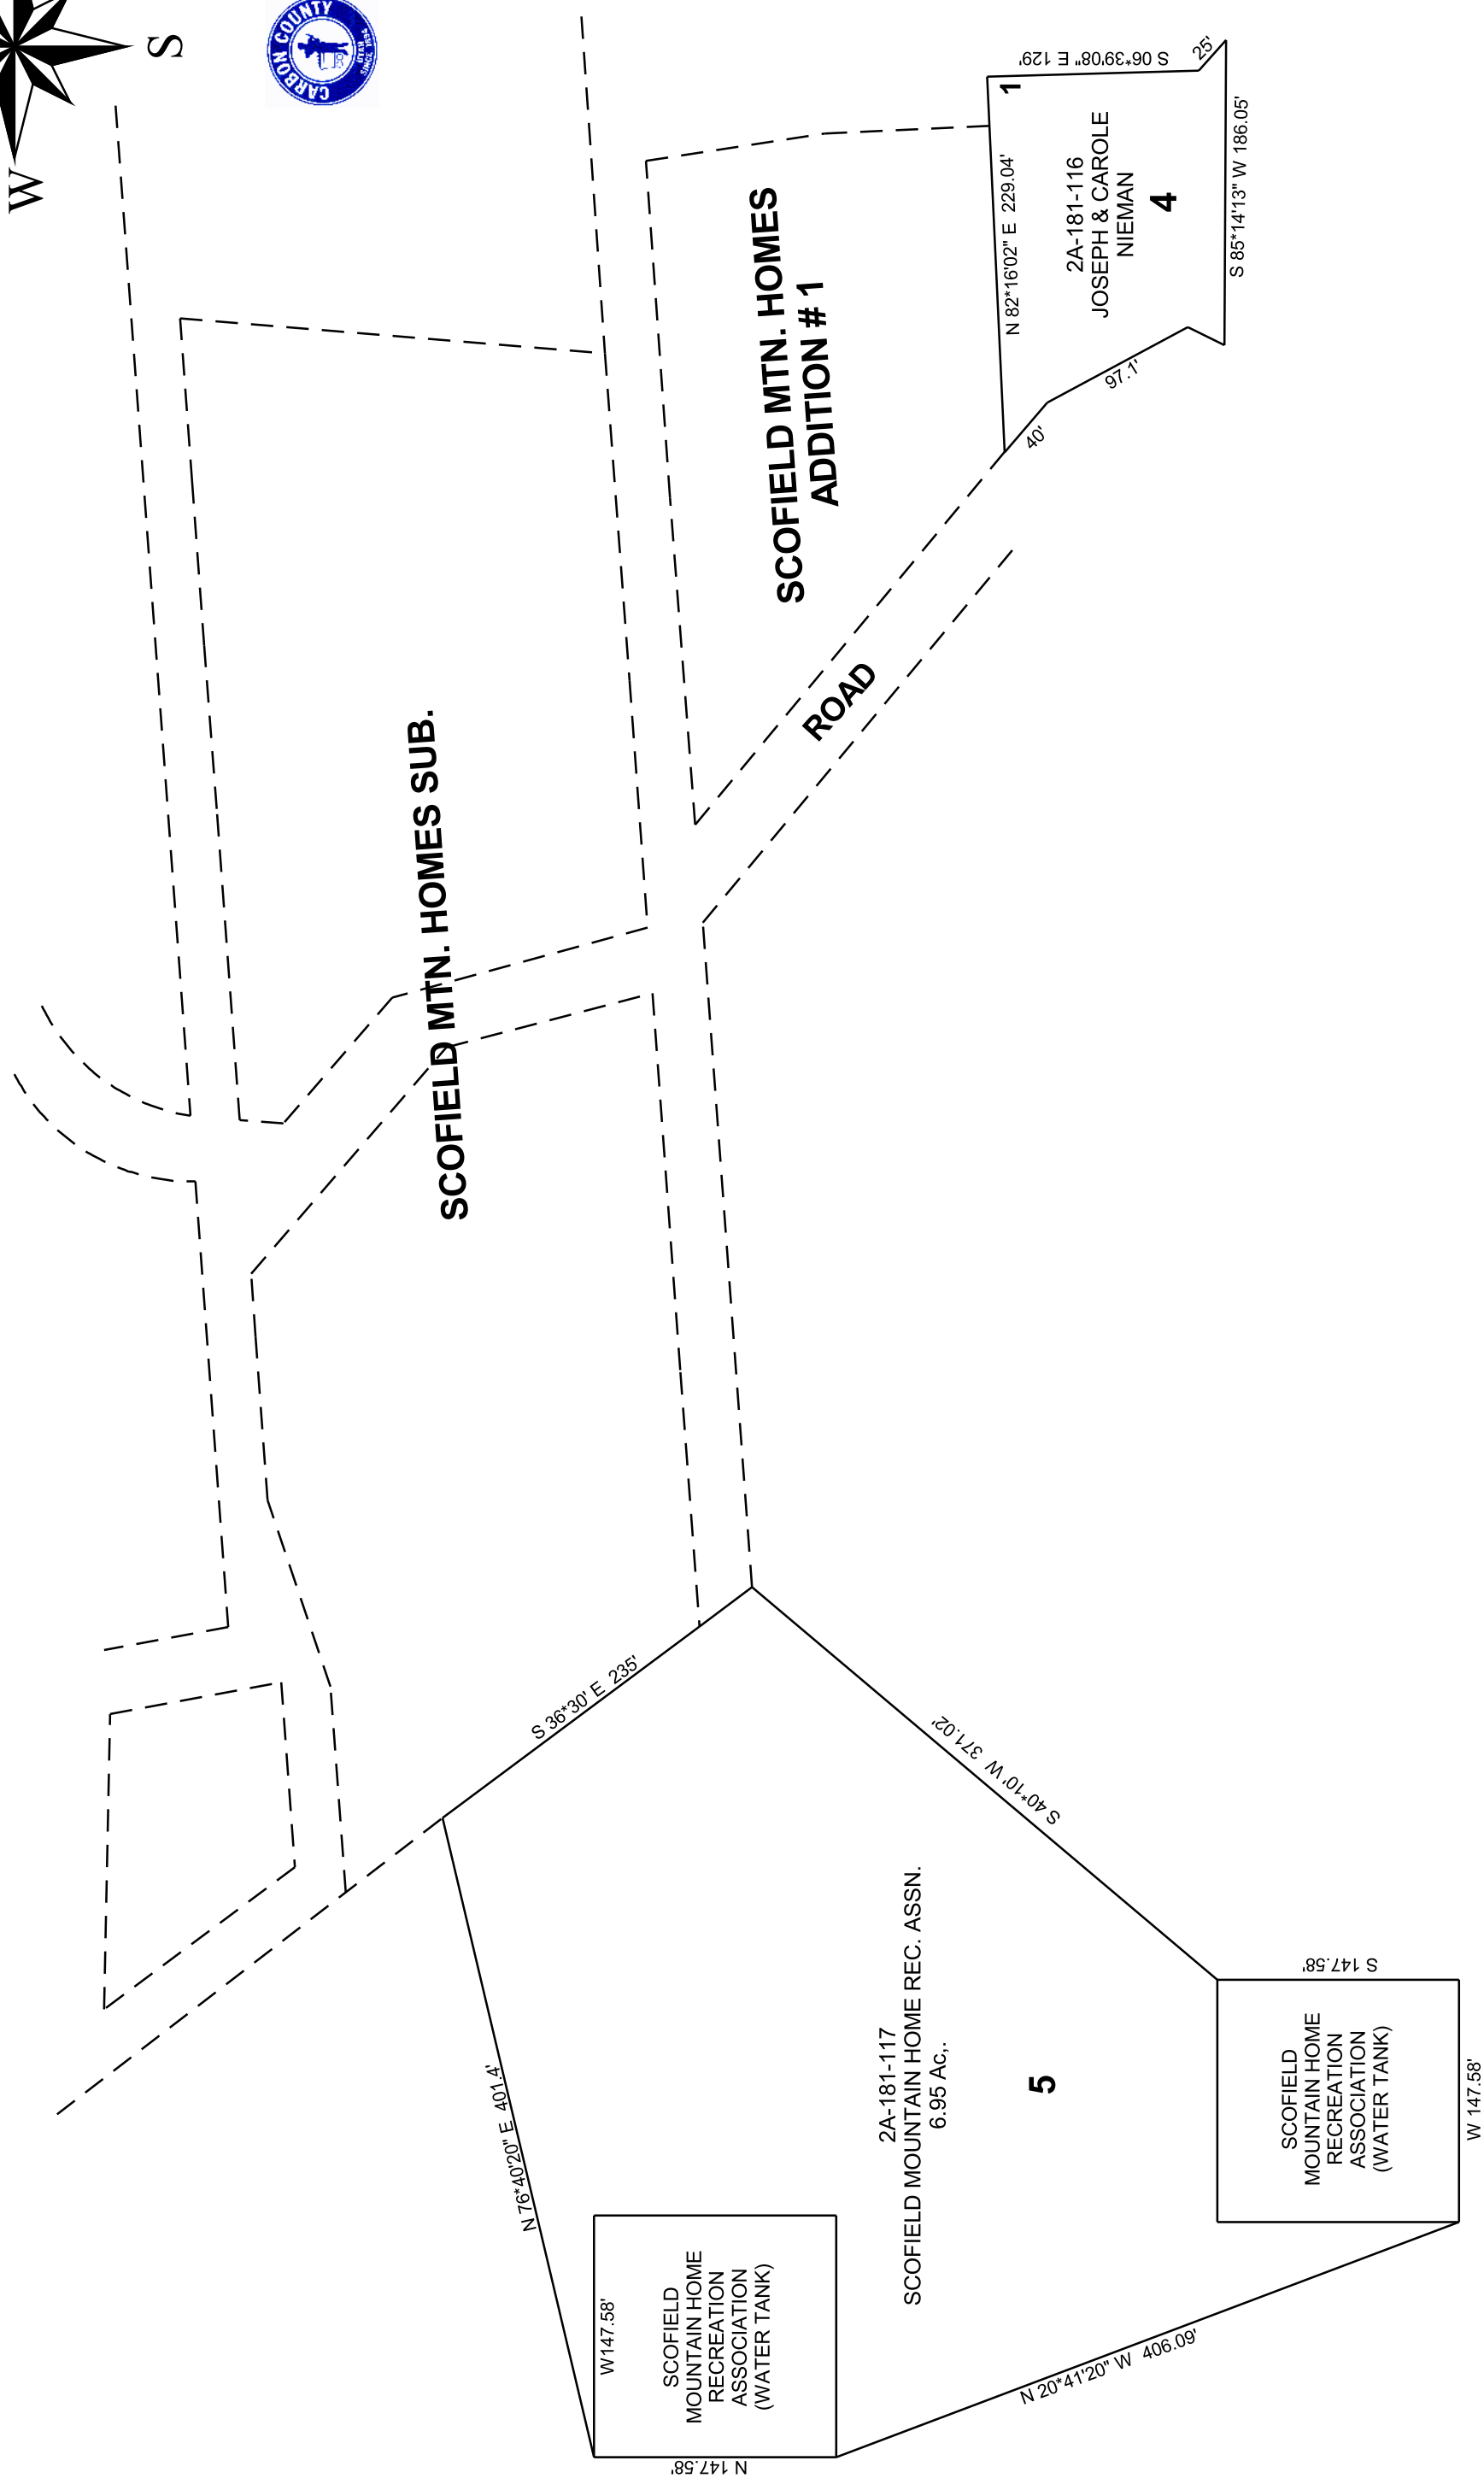 W
S
CARBON COUNTY
UTAH
SINCE 1894
SCOFIELD MTN. HOMES SUB.
SCOFIELD MTN. HOMES
ADDITION # 1
ROAD
N 82*16'02" E 229.04'
1
S 06*39'08" E 129'
25'
2A-181-116
JOSEPH & CAROLE
NIEMAN
4
S 85*14'13" W 186.05'
97.1'
40'
S 36*30' E 235'
S 40*10' W 371.02'
N 76*40'20" E 401.4'
2A-181-117
SCOFIELD MOUNTAIN HOME REC. ASSN.
6.95 Ac,.
5
W147.58'
SCOFIELD
MOUNTAIN HOME
RECREATION
ASSOCIATION
(WATER TANK)
N 147.58'
N 20*41'20" W 406.09'
S 147.58'
SCOFIELD
MOUNTAIN HOME
RECREATION
ASSOCIATION
(WATER TANK)
W 147.58'